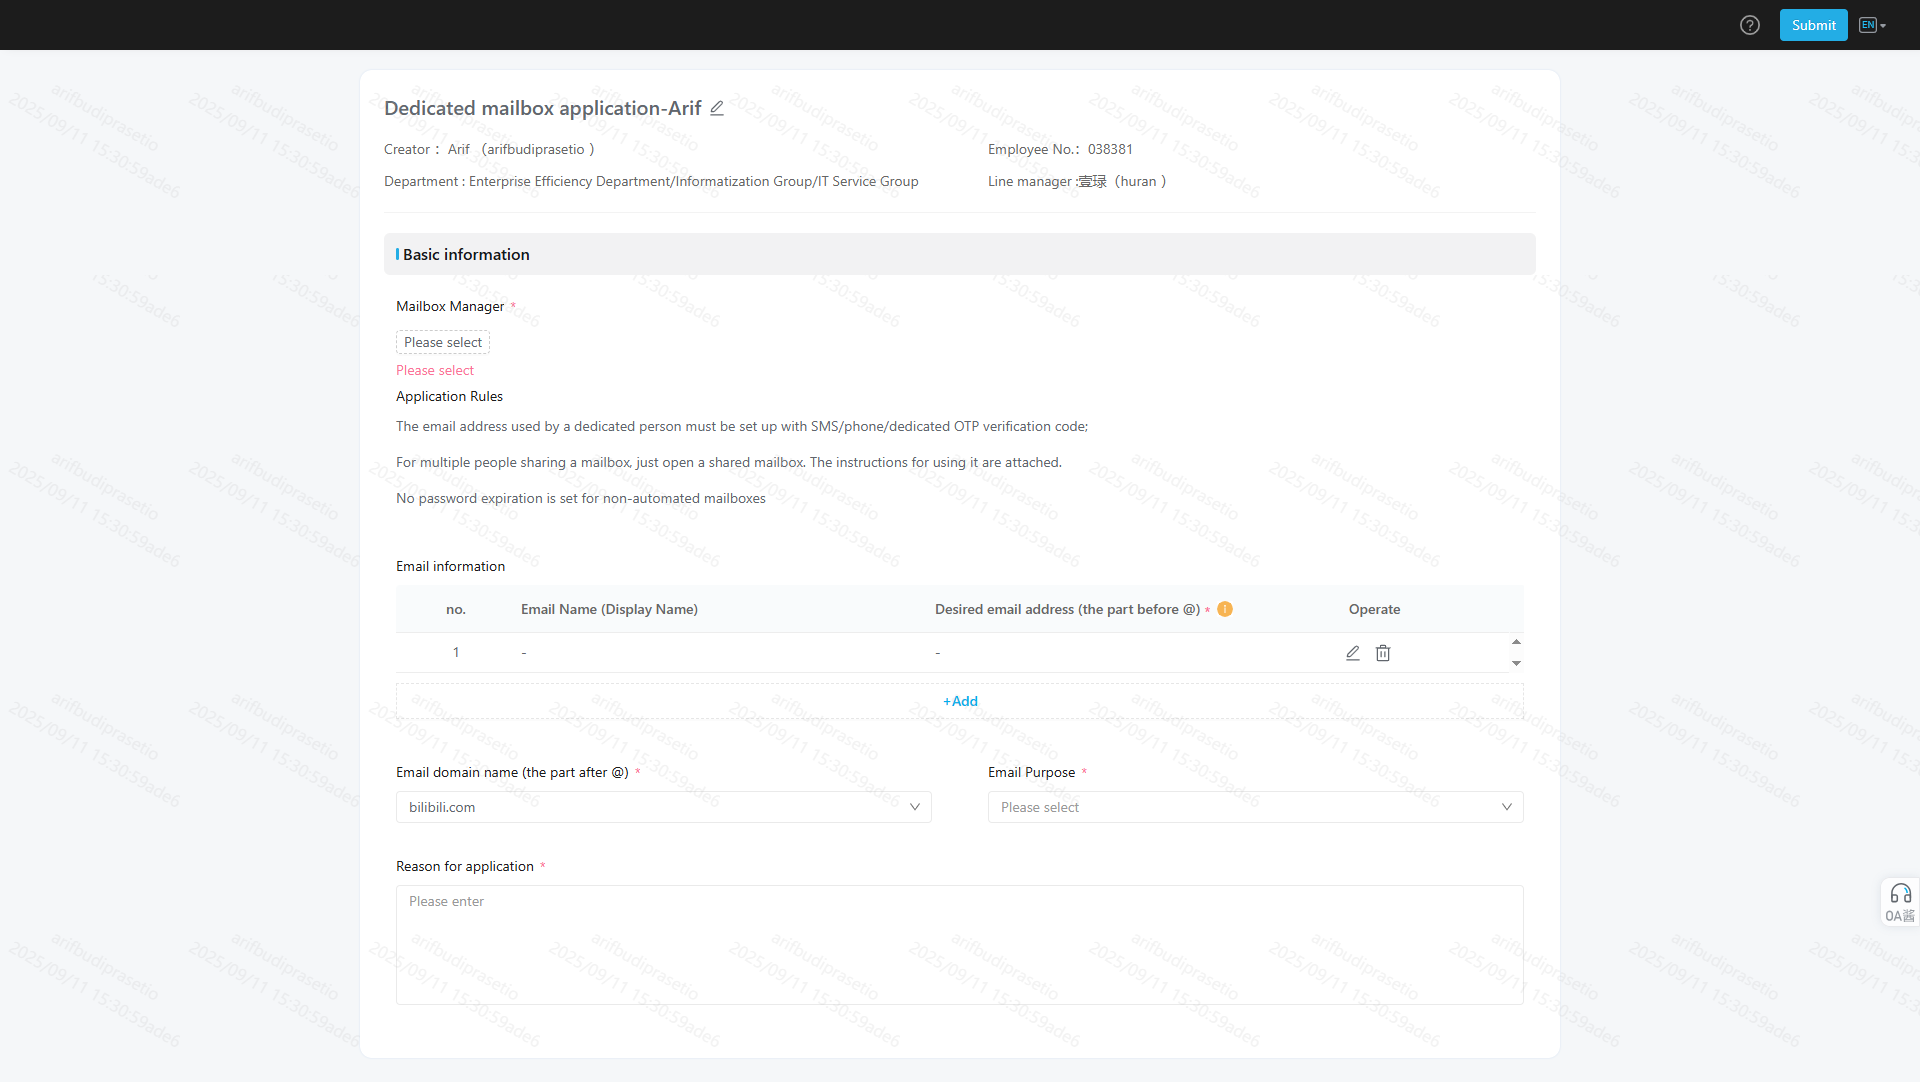 Submit
EN
Dedicated mailbox application-Arif
Creator： Arif （arifbudiprasetio ）
Employee No.： 038381
Department : Enterprise Efficiency Department/Informatization Group/IT Service Group
Line manager :壹琭（huran ）
Basic information
Mailbox Manager *
Please select
Please select
Application Rules
The email address used by a dedicated person must be set up with SMS/phone/dedicated OTP verification code;
For multiple people sharing a mailbox, just open a shared mailbox. The instructions for using it are attached.
No password expiration is set for non-automated mailboxes
Email information
no. Email Name (Display Name) Desired email address (the part before @) * Operate
1 - -
+Add
Email domain name (the part after @) *
Email Purpose *
bilibili.com
Please select
Reason for application *
Please enter
OA酱
arifbudiprasetio
2025/09/11 15:30:59ade6